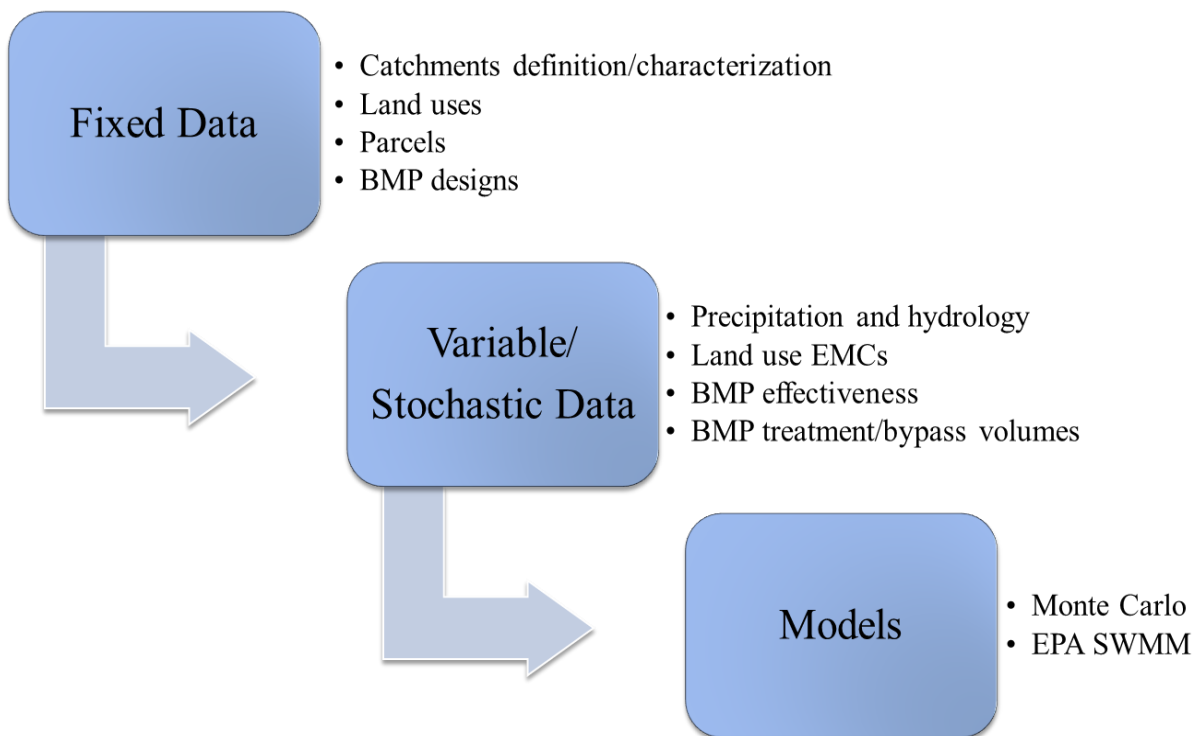 Fixed Data
• Catchments definition/characterization
• Land uses
• Parcels
• BMP designs
Variable/
Stochastic Data
• Precipitation and hydrology
• Land use EMCs
• BMP effectiveness
• BMP treatment/bypass volumes
Models
• Monte Carlo
• EPA SWMM